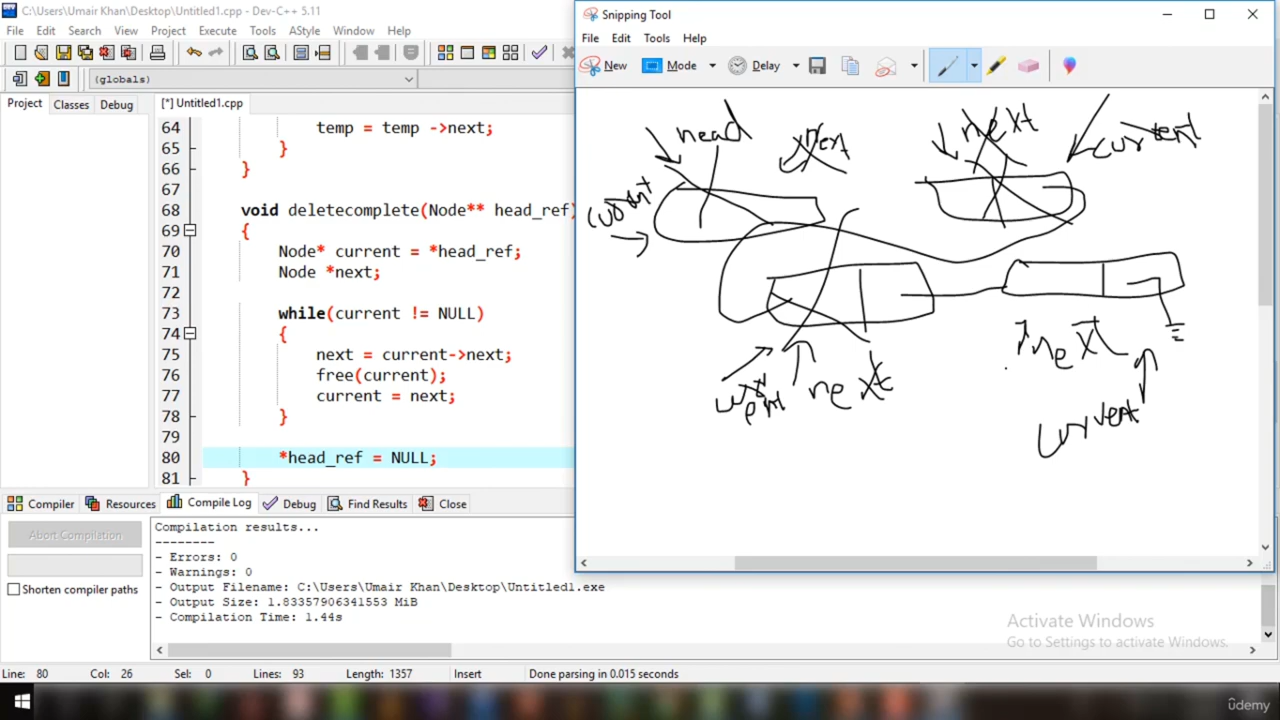 C:\Users\Umair Khan\Desktop\Untitled1.cpp - Dev-C++ 5.11
File Edit Search View Project Execute Tools AStyle Window Help
(globals)
Project Classes Debug
[*] Untitled1.cpp
64 temp = temp ->next;
65 }
66 }
67
68 void deletecomplete(Node** head_ref)
69 {
70 Node* current = *head_ref;
71 Node *next;
72
73 while(current != NULL)
74 {
75 next = current->next;
76 free(current);
77 current = next;
78 }
79
80 *head_ref = NULL;
81 }
Compiler Resources Compile Log Debug Find Results Close
Abort Compilation
Shorten compiler paths
Compilation results...
--------
- Errors: 0
- Warnings: 0
- Output Filename: C:\Users\Umair Khan\Desktop\Untitled1.exe
- Output Size: 1.83357906341553 MiB
- Compilation Time: 1.44s
Line: 80 Col: 26 Sel: 0 Lines: 93 Length: 1357 Insert Done parsing in 0.015 seconds
Snipping Tool
File Edit Tools Help
New Mode Delay
head next next current
current
current next next
current
Activate Windows
Go to Settings to activate Windows.
ûdemy